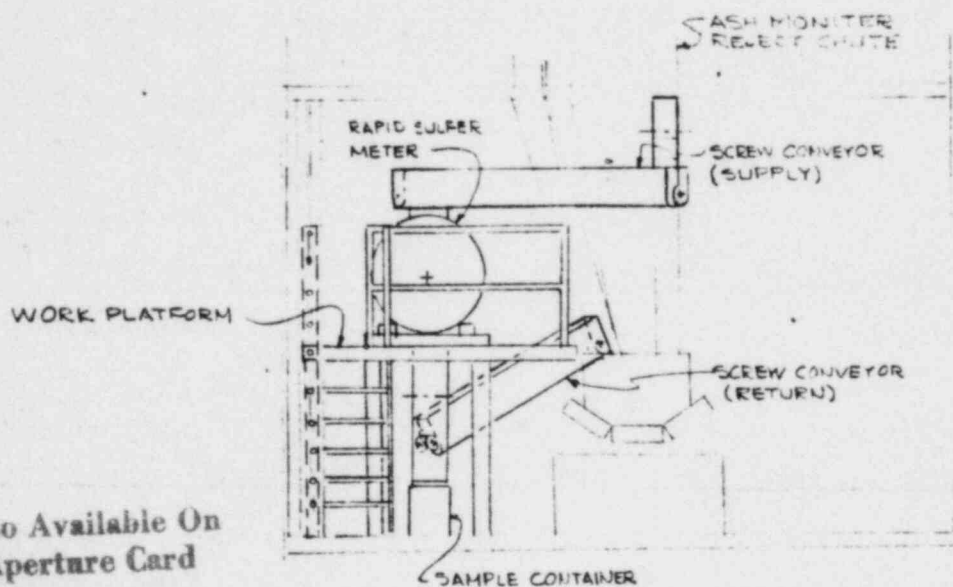 ASH MONITER
REJECT CHUTE
RAPID SULFER
METER
SCREW CONVEYOR
(SUPPLY)
WORK PLATFORM
SCREW CONVEYOR
(RETURN)
o Available On
Aperture Card
SAMPLE CONTAINER